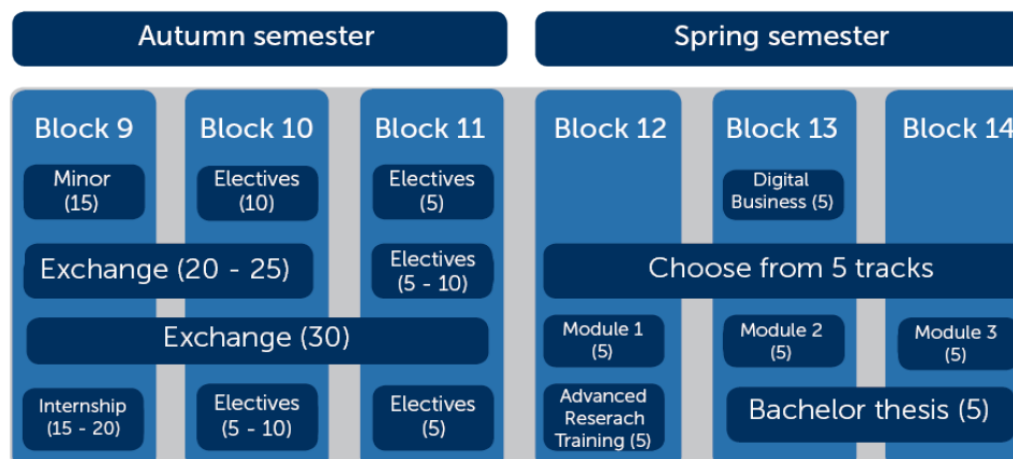 Autumn semester
Spring semester
Block 9
Block 10
Block 11
Block 12
Block 13
Block 14
Minor
(15)
Electives
(10)
Electives
(5)
Digital
Business (5)
Exchange (20 - 25)
Electives
(5 - 10)
Choose from 5 tracks
Exchange (30)
Module 1
(5)
Module 2
(5)
Module 3
(5)
Internship
(15 - 20)
Electives
(5 - 10)
Electives
(5)
Advanced
Reserach
Training (5)
Bachelor thesis (5)